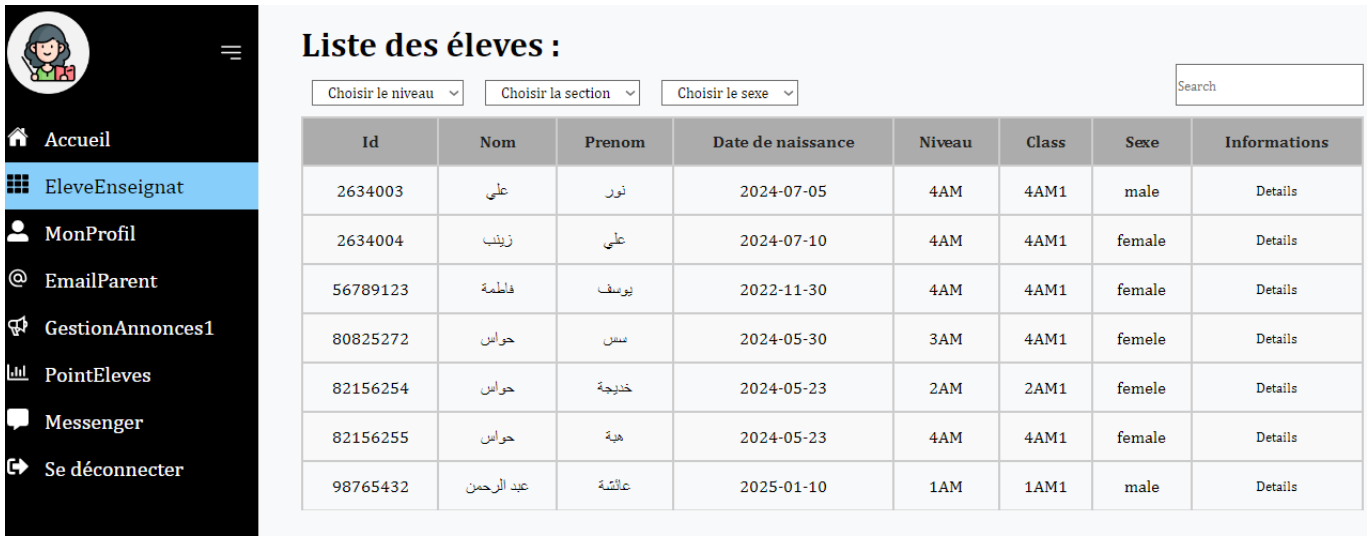 Accueil
EleveEnseignat
MonProfil
EmailParent
GestionAnnonces1
PointEleves
Messenger
Se déconnecter
Liste des éleves :
Choisir le niveau Choisir la section Choisir le sexe Search
Id Nom Prenom Date de naissance Niveau Class Sexe Informations
2634003 علي نور 2024-07-05 4AM 4AM1 male Details
2634004 زينب علي 2024-07-10 4AM 4AM1 female Details
56789123 فاطمة يوسف 2022-11-30 4AM 4AM1 female Details
80825272 حواس سس 2024-05-30 3AM 4AM1 femele Details
82156254 حواس خديجة 2024-05-23 2AM 2AM1 femele Details
82156255 حواس هبة 2024-05-23 4AM 4AM1 female Details
98765432 عبد الرحمن عائشة 2025-01-10 1AM 1AM1 male Details